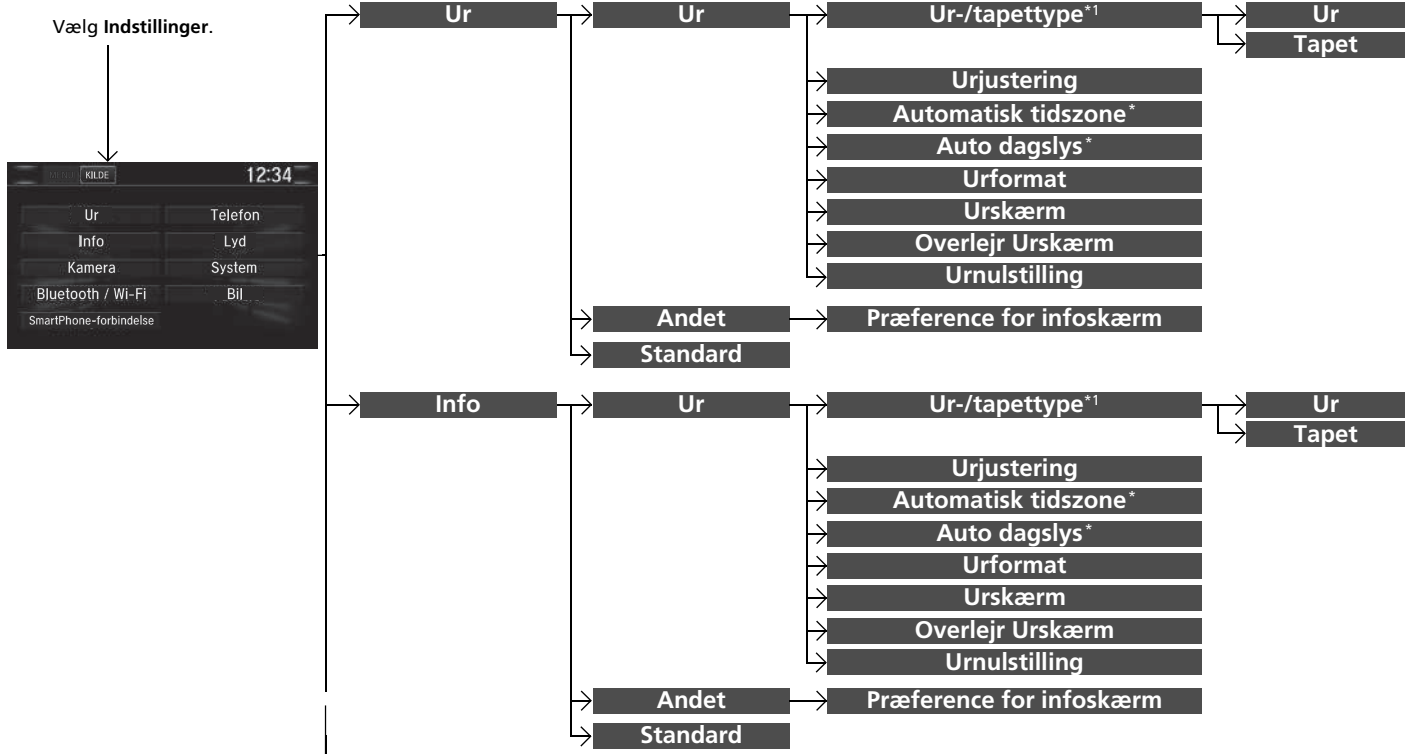 Vælg Indstillinger.
MENU KILDE 12:34
Ur Telefon
Info Lyd
Kamera System
Bluetooth / Wi-Fi Bil
SmartPhone-forbindelse
Ur Ur Ur-/tapettype*1 Ur
Tapet
Urjustering
Automatisk tidszone*
Auto dagslys*
Urformat
Urskærm
Overlejr Urskærm
Urnulstilling
Andet Præference for infoskærm
Standard
Info Ur Ur-/tapettype*1 Ur
Tapet
Urjustering
Automatisk tidszone*
Auto dagslys*
Urformat
Urskærm
Overlejr Urskærm
Urnulstilling
Andet Præference for infoskærm
Standard